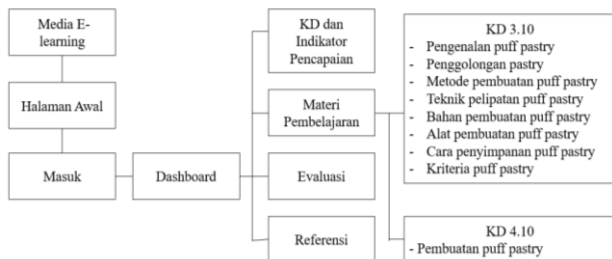 Media E-
learning
Halaman Awal
Masuk
Dashboard
KD dan
Indikator
Pencapaian
Materi
Pembelajaran
Evaluasi
Referensi
KD 3.10
- Pengenalan puff pastry
- Penggolongan pastry
- Metode pembuatan puff pastry
- Teknik pelipatan puff pastry
- Bahan pembuatan puff pastry
- Alat pembuatan puff pastry
- Cara penyimpanan puff pastry
- Kriteria puff pastry
KD 4.10
- Pembuatan puff pastry